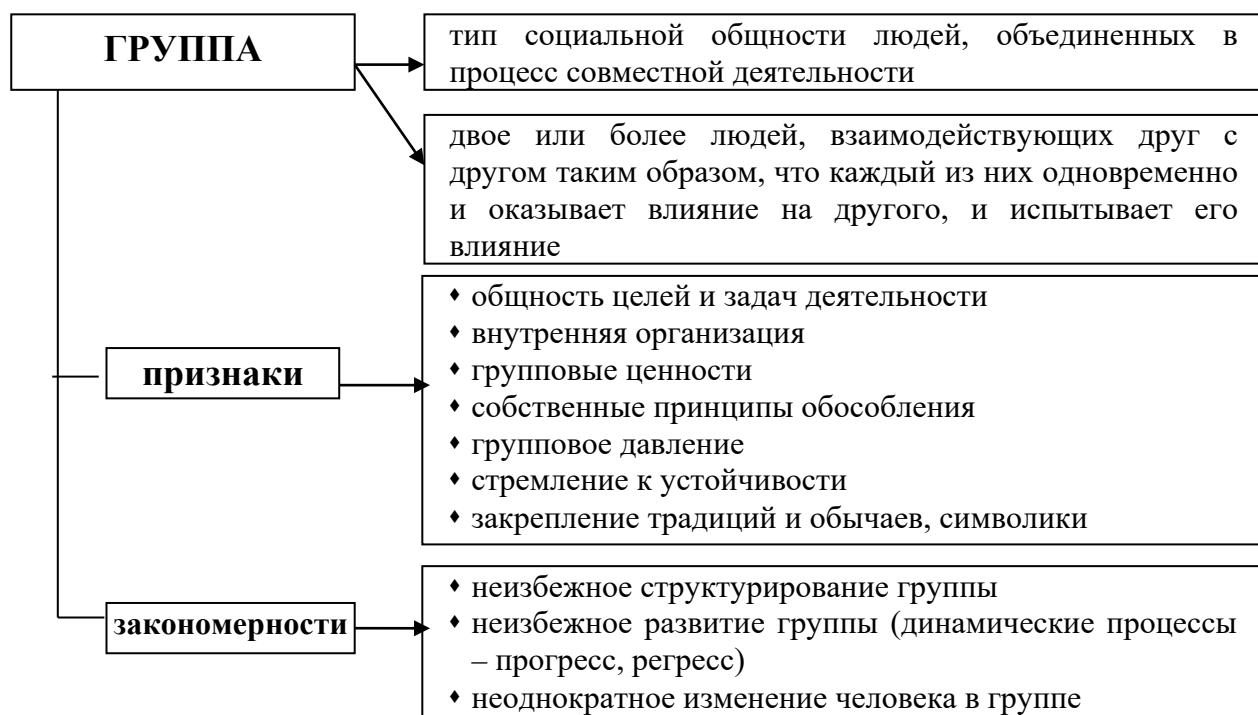 ГРУППА
тип социальной общности людей, объединенных в
процесс совместной деятельности
двое или более людей, взаимодействующих друг с
другом таким образом, что каждый из них одновременно
и оказывает влияние на другого, и испытывает его
влияние
признаки
♦ общность целей и задач деятельности
♦ внутренняя организация
♦ групповые ценности
♦ собственные принципы обособления
♦ групповое давление
♦ стремление к устойчивости
♦ закрепление традиций и обычаев, символики
закономерности
♦ неизбежное структурирование группы
♦ неизбежное развитие группы (динамические процессы
– прогресс, регресс)
♦ неоднократное изменение человека в группе